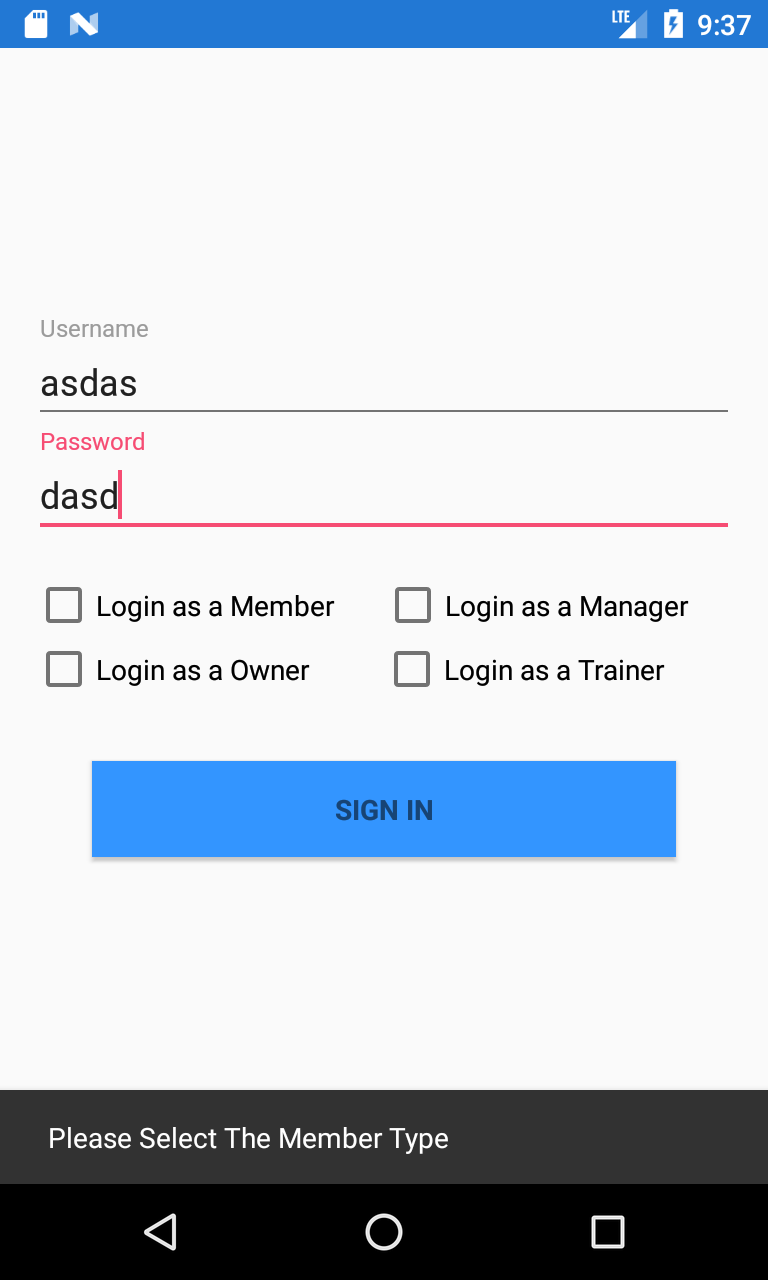 LTE 9:37
Username
asdas
Password
dasd
Login as a Member Login as a Manager
Login as a Owner Login as a Trainer
SIGN IN
Please Select The Member Type